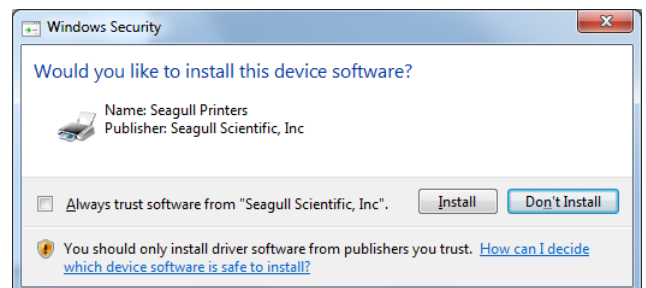 Windows Security
Would you like to install this device software?
Name: Seagull Printers
Publisher: Seagull Scientific, Inc
Always trust software from "Seagull Scientific, Inc".
Install
Don't Install
You should only install driver software from publishers you trust. How can I decide
which device software is safe to install?